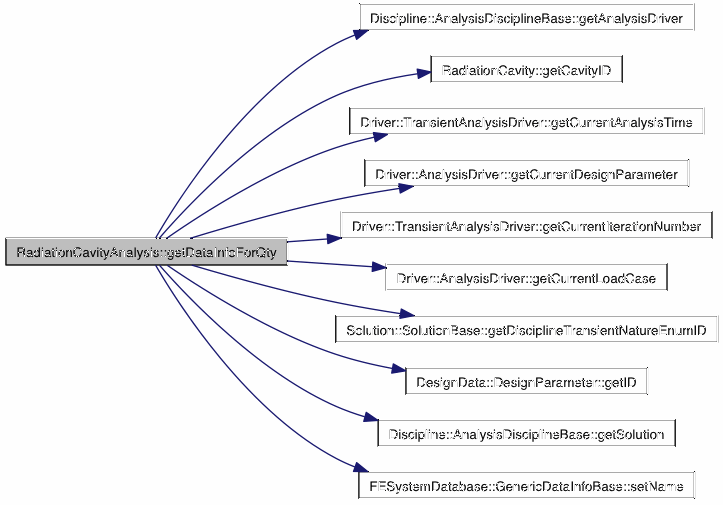 Discipline::AnalysisDisciplineBase::getAnalysisDriver
RadiationCavity::getCavityID
Driver::TransientAnalysisDriver::getCurrentAnalysisTime
Driver::AnalysisDriver::getCurrentDesignParameter
Driver::TransientAnalysisDriver::getCurrentIterationNumber
RadiationCavityAnalysis::getDataInfoForQty
Driver::AnalysisDriver::getCurrentLoadCase
Solution::SolutionBase::getDisciplineTransientNatureEnumID
DesignData::DesignParameter::getID
Discipline::AnalysisDisciplineBase::getSolution
FESystemDatabase::GenericDataInfoBase::setName